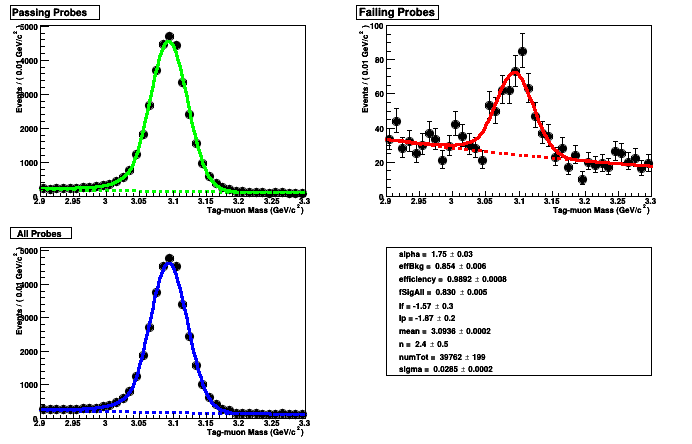 Passing Probes
Events / ( 0.01 GeV/c² )
5000
4000
3000
2000
1000
0
2.9 2.95 3 3.05 3.1 3.15 3.2 3.25 3.3
Tag-muon Mass (GeV/c²)
Failing Probes
Events / ( 0.01 GeV/c² )
100
80
60
40
20
0
2.9 2.95 3 3.05 3.1 3.15 3.2 3.25 3.3
Tag-muon Mass (GeV/c²)
All Probes
Events / ( 0.01 GeV/c² )
5000
4000
3000
2000
1000
0
2.9 2.95 3 3.05 3.1 3.15 3.2 3.25 3.3
Tag-muon Mass (GeV/c²)
alpha = 1.75 ± 0.03
effBkg = 0.854 ± 0.006
efficiency = 0.9892 ± 0.0008
fSigAll = 0.830 ± 0.005
lf = -1.57 ± 0.3
lp = -1.87 ± 0.2
mean = 3.0936 ± 0.0002
n = 2.4 ± 0.5
numTot = 39762 ± 199
sigma = 0.0285 ± 0.0002